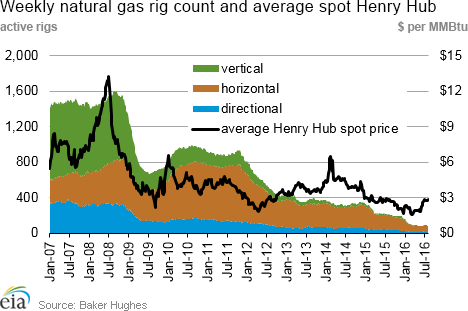 Weekly natural gas rig count and average spot Henry Hub
active rigs
$ per MMBtu
2,000
1,600
1,200
800
400
0
$15
$12
$9
$6
$3
$0
vertical
horizontal
directional
average Henry Hub spot price
Jan-07
Jul-07
Jan-08
Jul-08
Jan-09
Jul-09
Jan-10
Jul-10
Jan-11
Jul-11
Jan-12
Jul-12
Jan-13
Jul-13
Jan-14
Jul-14
Jan-15
Jul-15
Jan-16
Jul-16
eia
Source: Baker Hughes